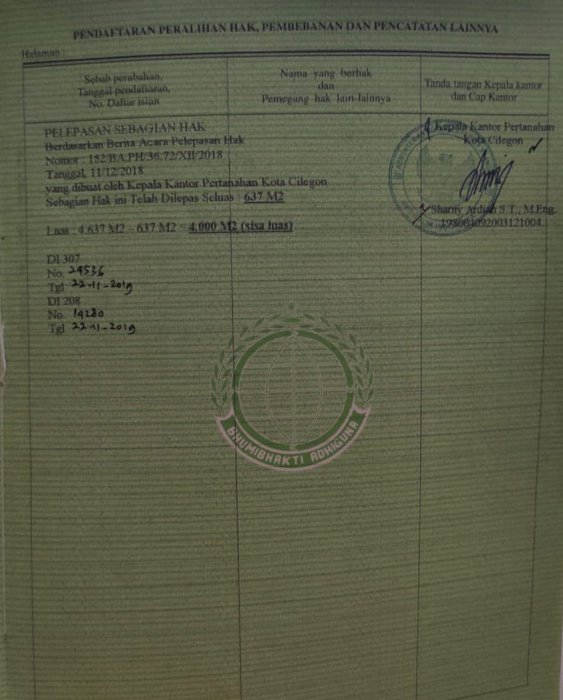 PENDAFTARAN PERALIHAN HAK, PEMBEBANAN DAN PENCATATAN LAINNYA
Halaman :
Sebab perubahan,
Tanggal pendaftaran,
No. Daftar isian
Nama yang berhak
dan
Pemegang hak lain-lainnya
Tanda tangan Kepala kantor
dan Cap Kantor
PELEPASAN SEBAGIAN HAK
Berdasarkan Berita Acara Pelepasan Hak
Nomor : 152/BA.PH/36.72/XII/2018
Tanggal, 11/12/2018
yang dibuat oleh Kepala Kantor Pertanahan Kota Cilegon
Sebagian Hak ini Telah Dilepas Seluas : 637 M2
Luas : 4.637 M2 – 637 M2 = 4.000 M2 (sisa luas)
DI 307
No. 24536
Tgl 22-11-2019
DI 208
No. 14280
Tgl 22-11-2019
Kepala Kantor Pertanahan
Kota Cilegon
Ardian S.T., M.Eng.
198004092003121004
BHUMIBHAKTI ADHIGUNA